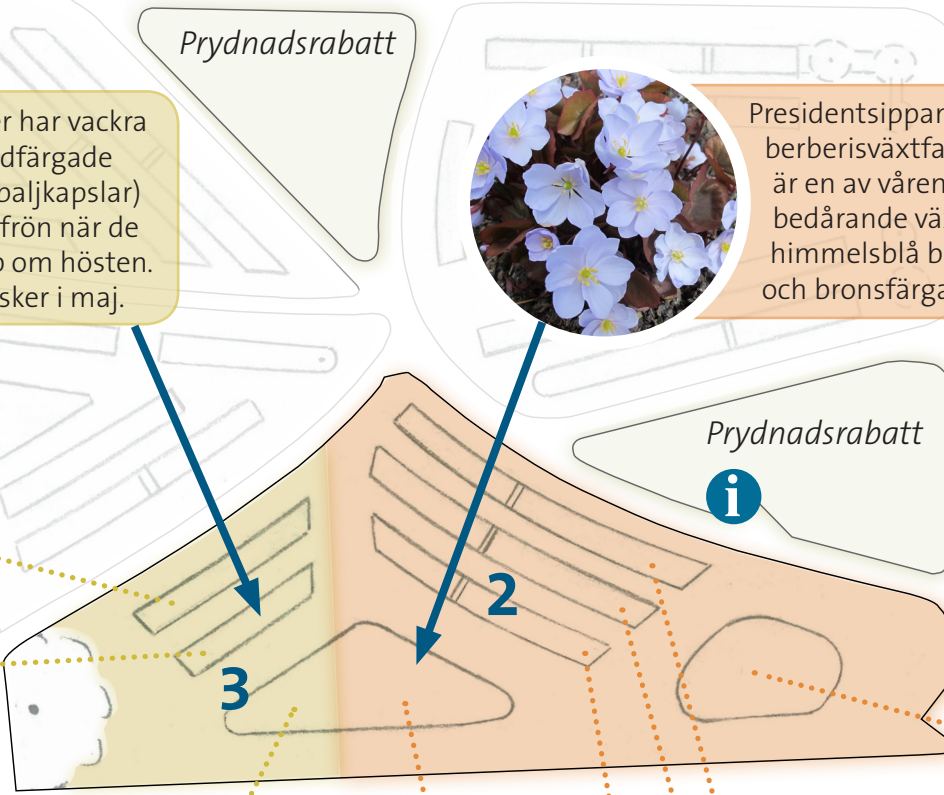 Prydnadsrabatt
er har vackra
dfärgade
baljkapslar)
frön när de
o om hösten.
sker i maj.
Presidentsippan
berberisväxtfa
är en av våren
bedårande väx
himmelsblå b
och bronsfärga
Prydnadsrabatt
i
2
3